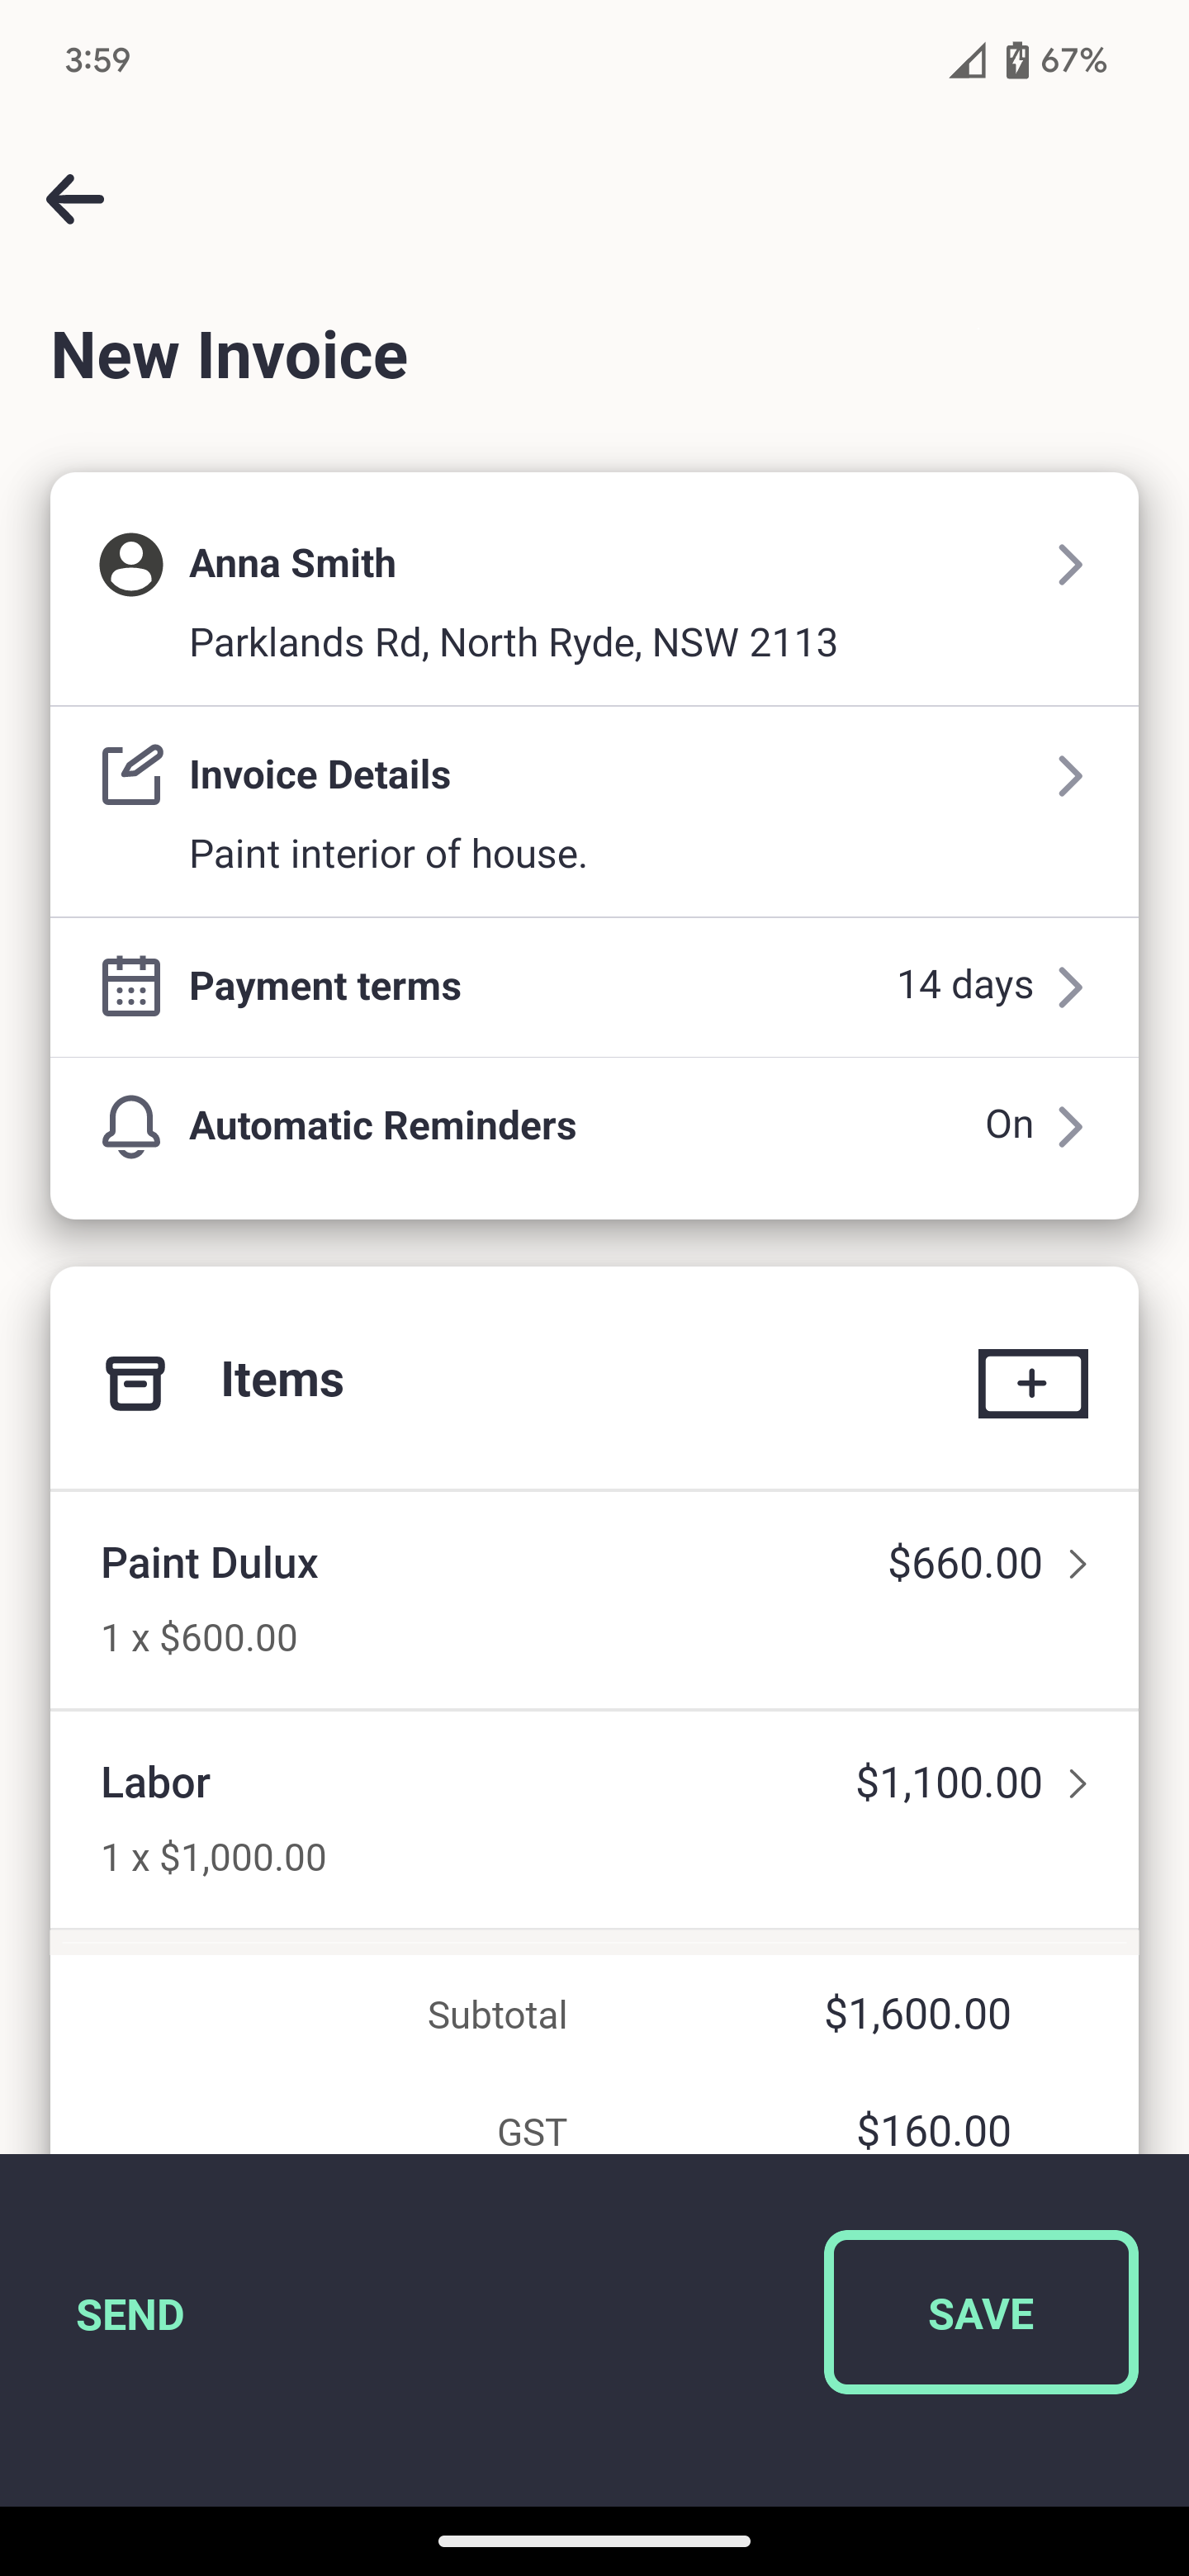 3:59
67%
New Invoice
Anna Smith
Parklands Rd, North Ryde, NSW 2113
Invoice Details
Paint interior of house.
Payment terms 14 days
Automatic Reminders On
Items
Paint Dulux $660.00
1 x $600.00
Labor $1,100.00
1 x $1,000.00
Subtotal $1,600.00
GST $160.00
SEND SAVE